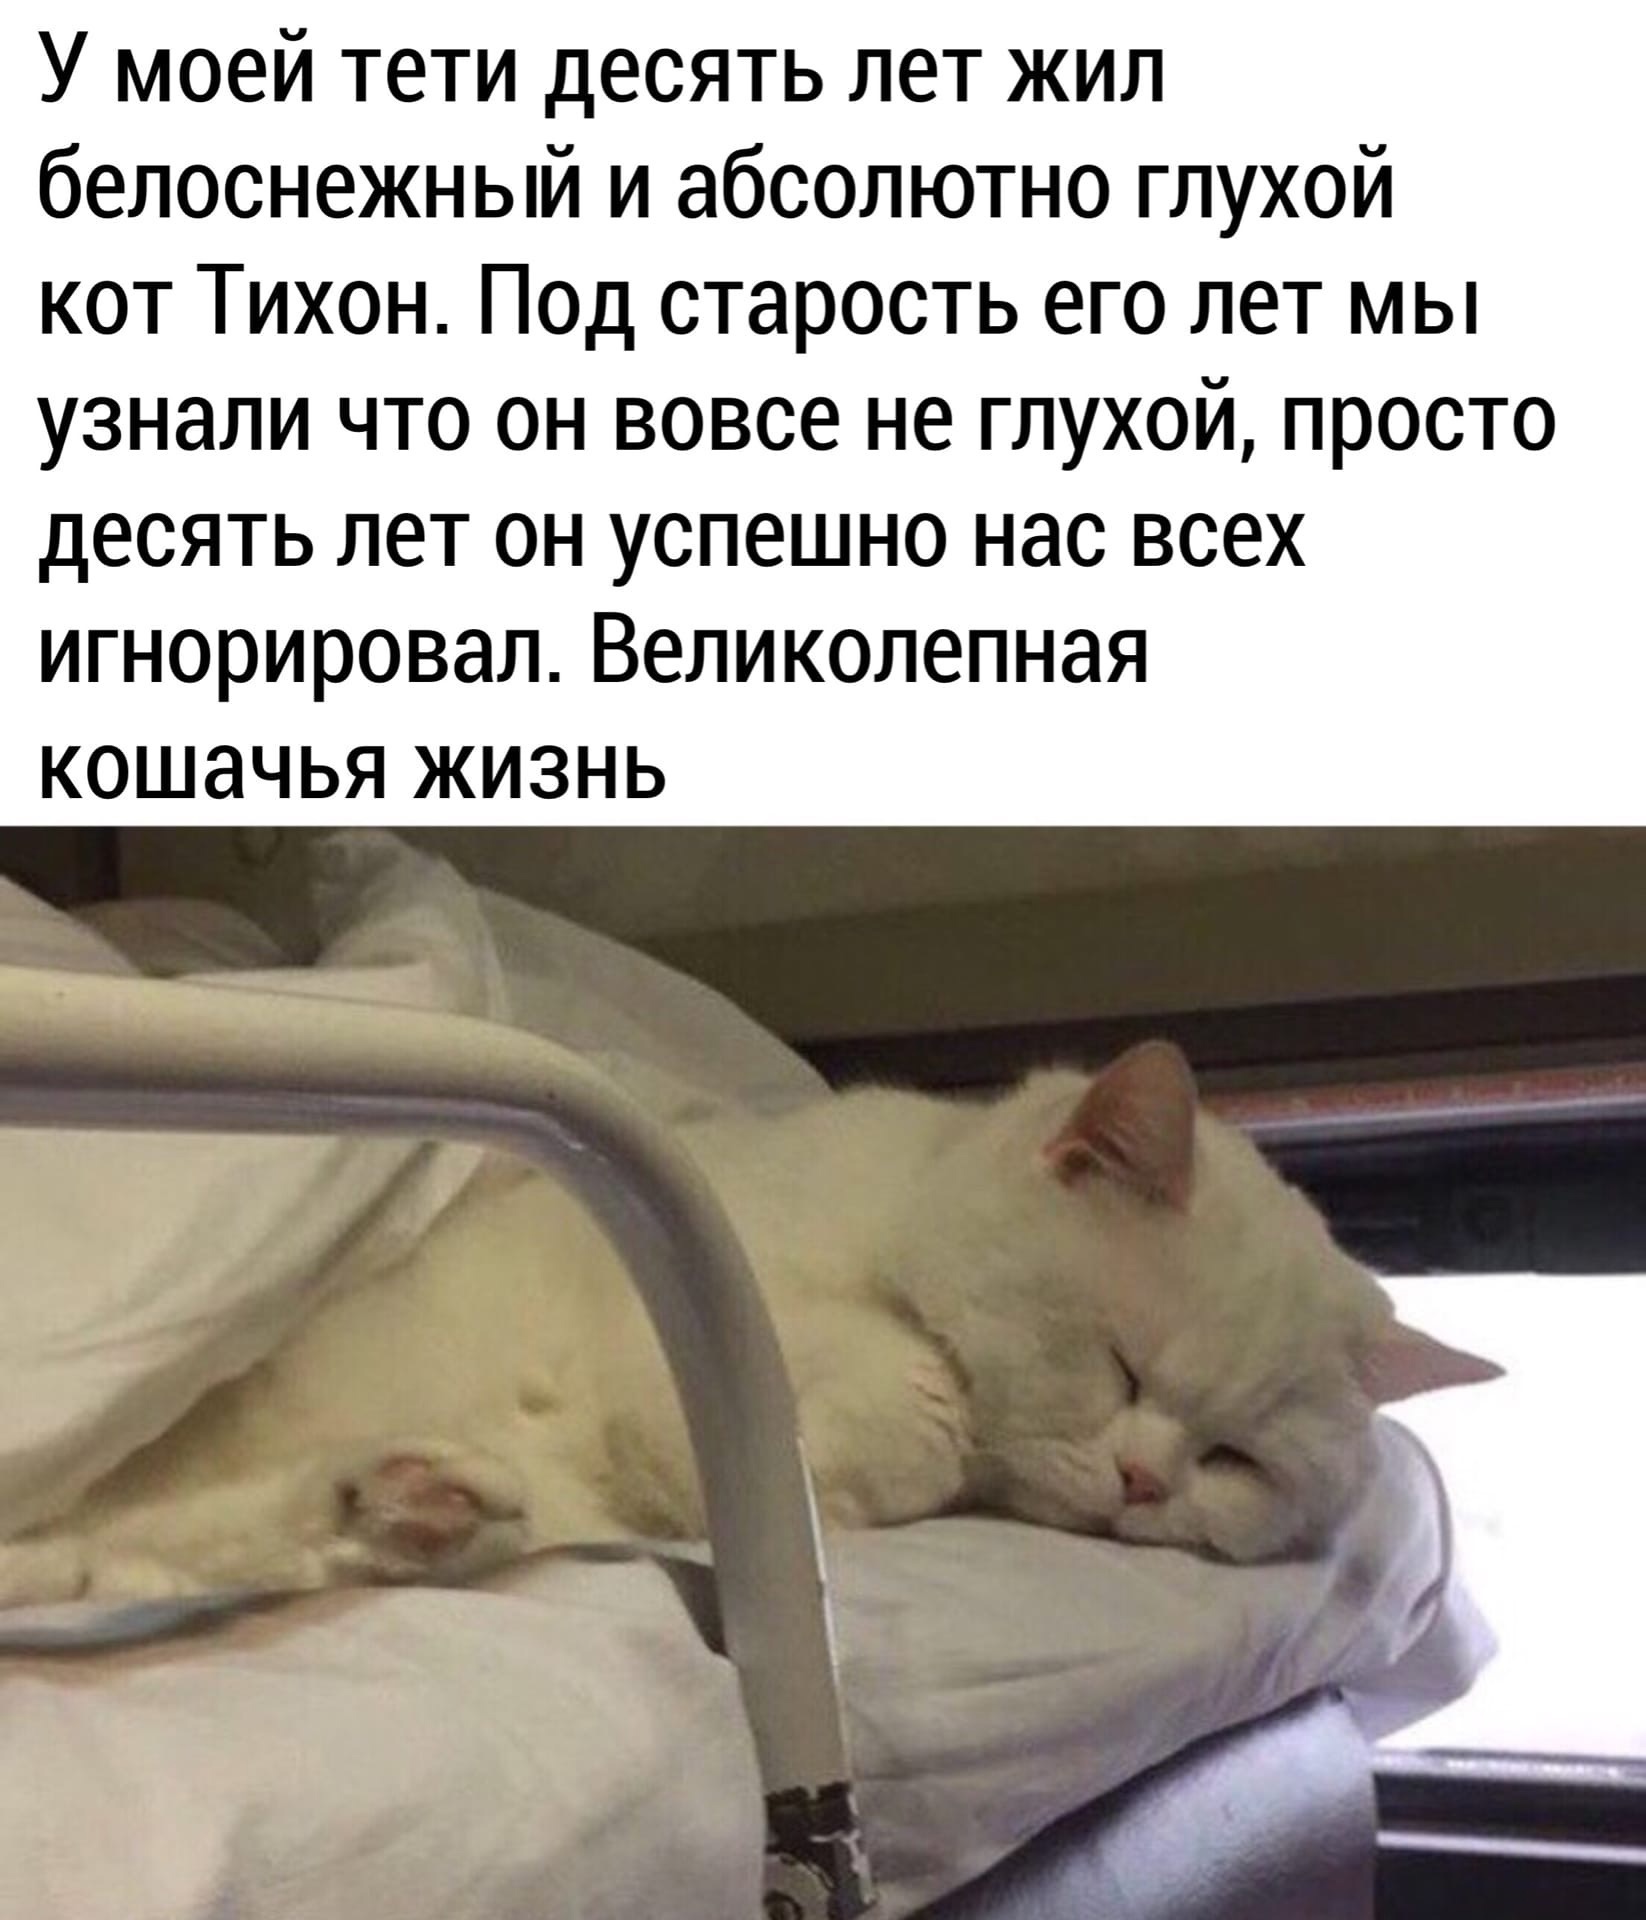 У моей тети десять лет жил
белоснежный и абсолютно глухой
кот Тихон. Под старость его лет мы
узнали что он вовсе не глухой, просто
десять лет он успешно нас всех
игнорировал. Великолепная
кошачья жизнь